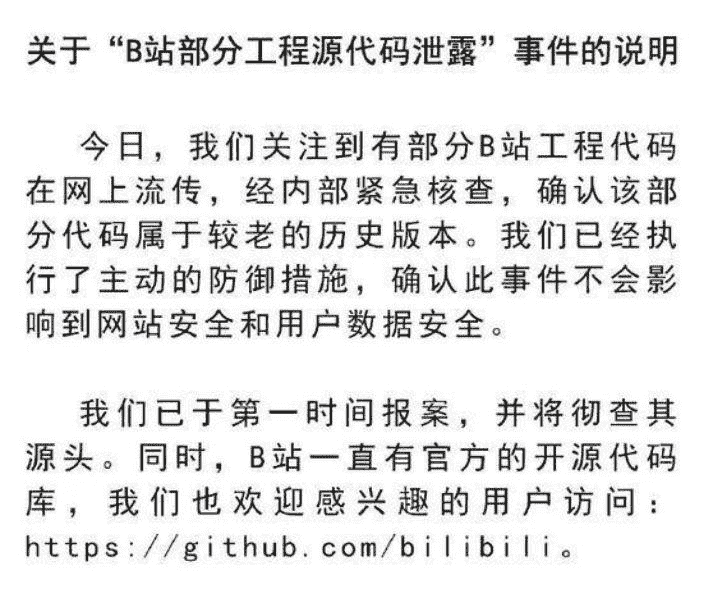 关于“B站部分工程源代码泄露”事件的说明
今日，我们关注到有部分B站工程代码
在网上流传，经内部紧急核查，确认该部
分代码属于较老的历史版本。我们已经执
行了主动的防御措施，确认此事件不会影
响到网站安全和用户数据安全。
我们已于第一时间报案，并将彻查其
源头。同时，B站一直有官方的开源代码
库，我们也欢迎感兴趣的用户访问：
https://github.com/bilibili。